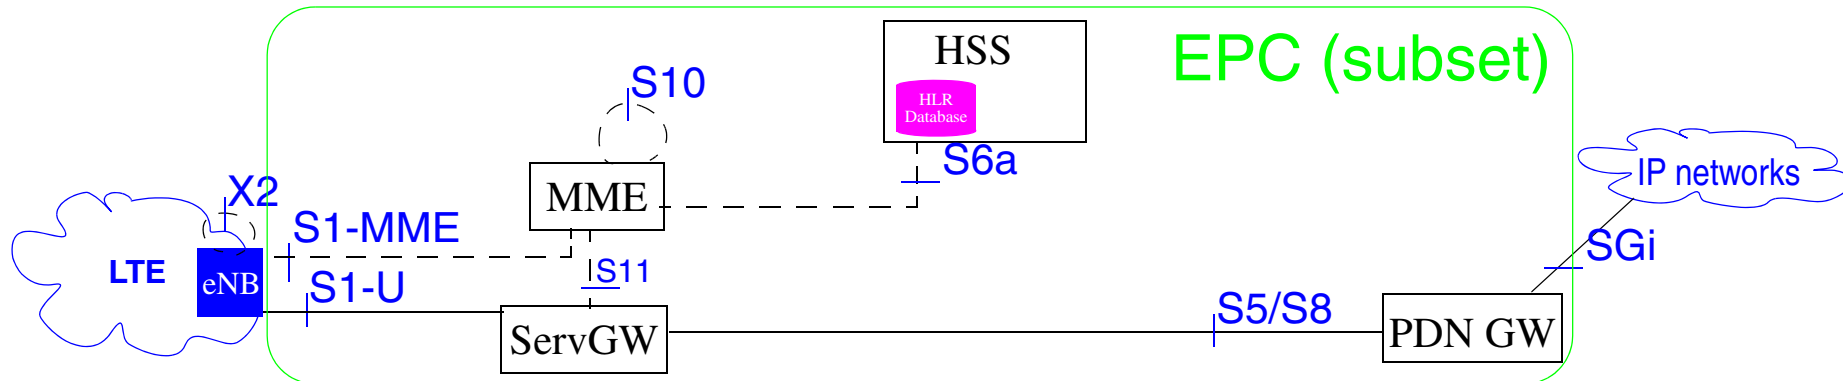 HSS
EPC (subset)
S10
HLR
Database
S6a
IP networks
MME
X2
S1-MME
SGi
LTE
eNB
S11
S1-U
S5/S8
ServGW
PDN GW